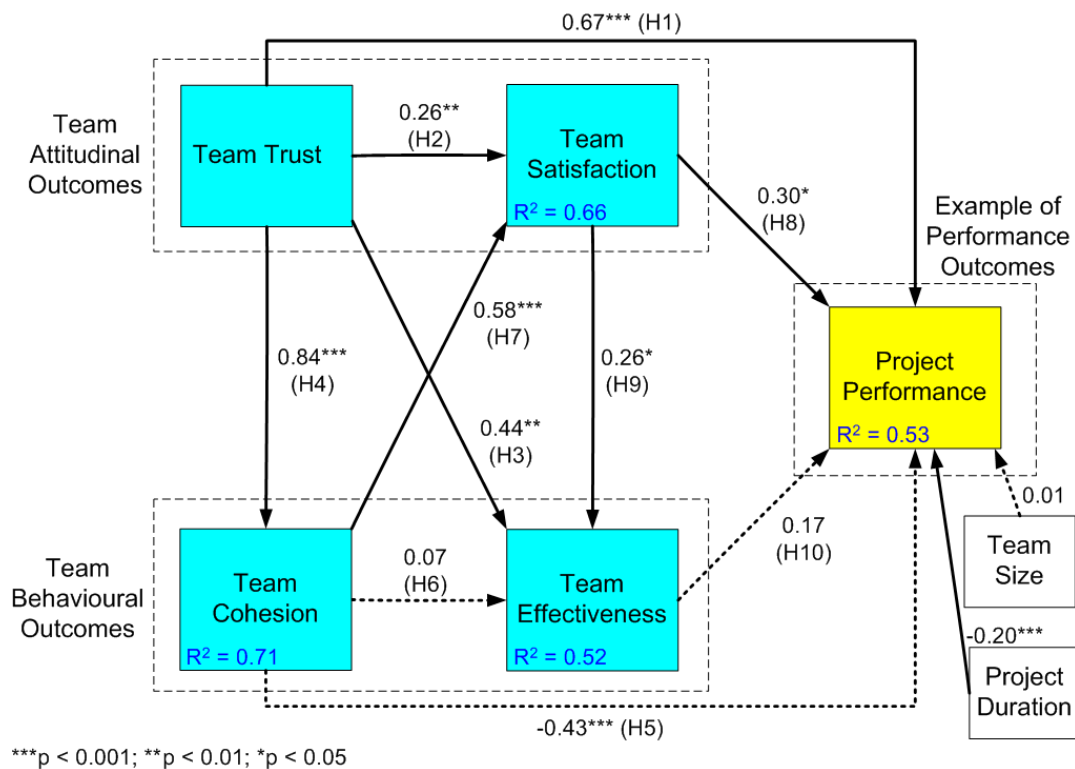 0.67*** (H1)
Team
Attitudinal
Outcomes
Team Trust
0.26**
(H2)
Team
Satisfaction
R² = 0.66
0.30*
(H8)
Example of
Performance
Outcomes
0.84***
(H4)
0.58***
(H7)
0.26*
(H9)
0.44**
(H3)
Project
Performance
R² = 0.53
Team
Behavioural
Outcomes
Team
Cohesion
R² = 0.71
0.07
(H6)
Team
Effectiveness
R² = 0.52
0.17
(H10)
0.01
Team
Size
-0.20***
Project
Duration
-0.43*** (H5)
***p < 0.001; **p < 0.01; *p < 0.05